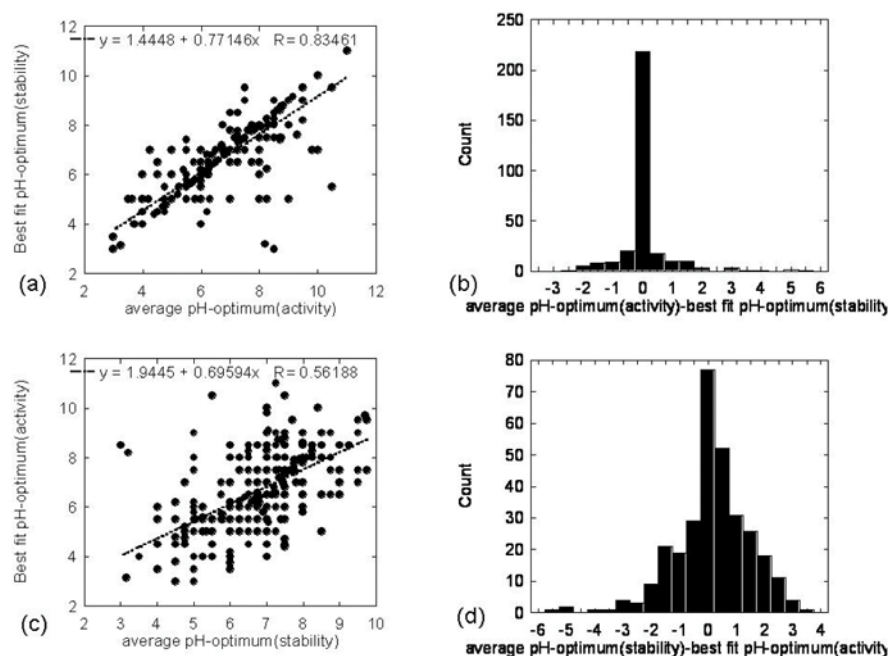 y = 1.4448 + 0.77146x R= 0.83461
12
10
8
6
4
2
Best fit pH-optimum(stability)
2 4 6 8 10 12
average pH-optimum(activity)
(a)
250
200
150
100
50
0
Count
-3 -2 -1 0 1 2 3 4 5 6
average pH-optimum(activity)-best fit pH-optimum(stability
(b)
y = 1.9445 + 0.69594x R= 0.56188
12
10
8
6
4
2
Best fit pH-optimum(activity)
2 3 4 5 6 7 8 9 10
average pH-optimum(stability)
(c)
80
70
60
50
40
30
20
10
0
Count
-6 -5 -4 -3 -2 -1 0 1 2 3 4
average pH-optimum(stability)-best fit pH-optimum(activity
(d)